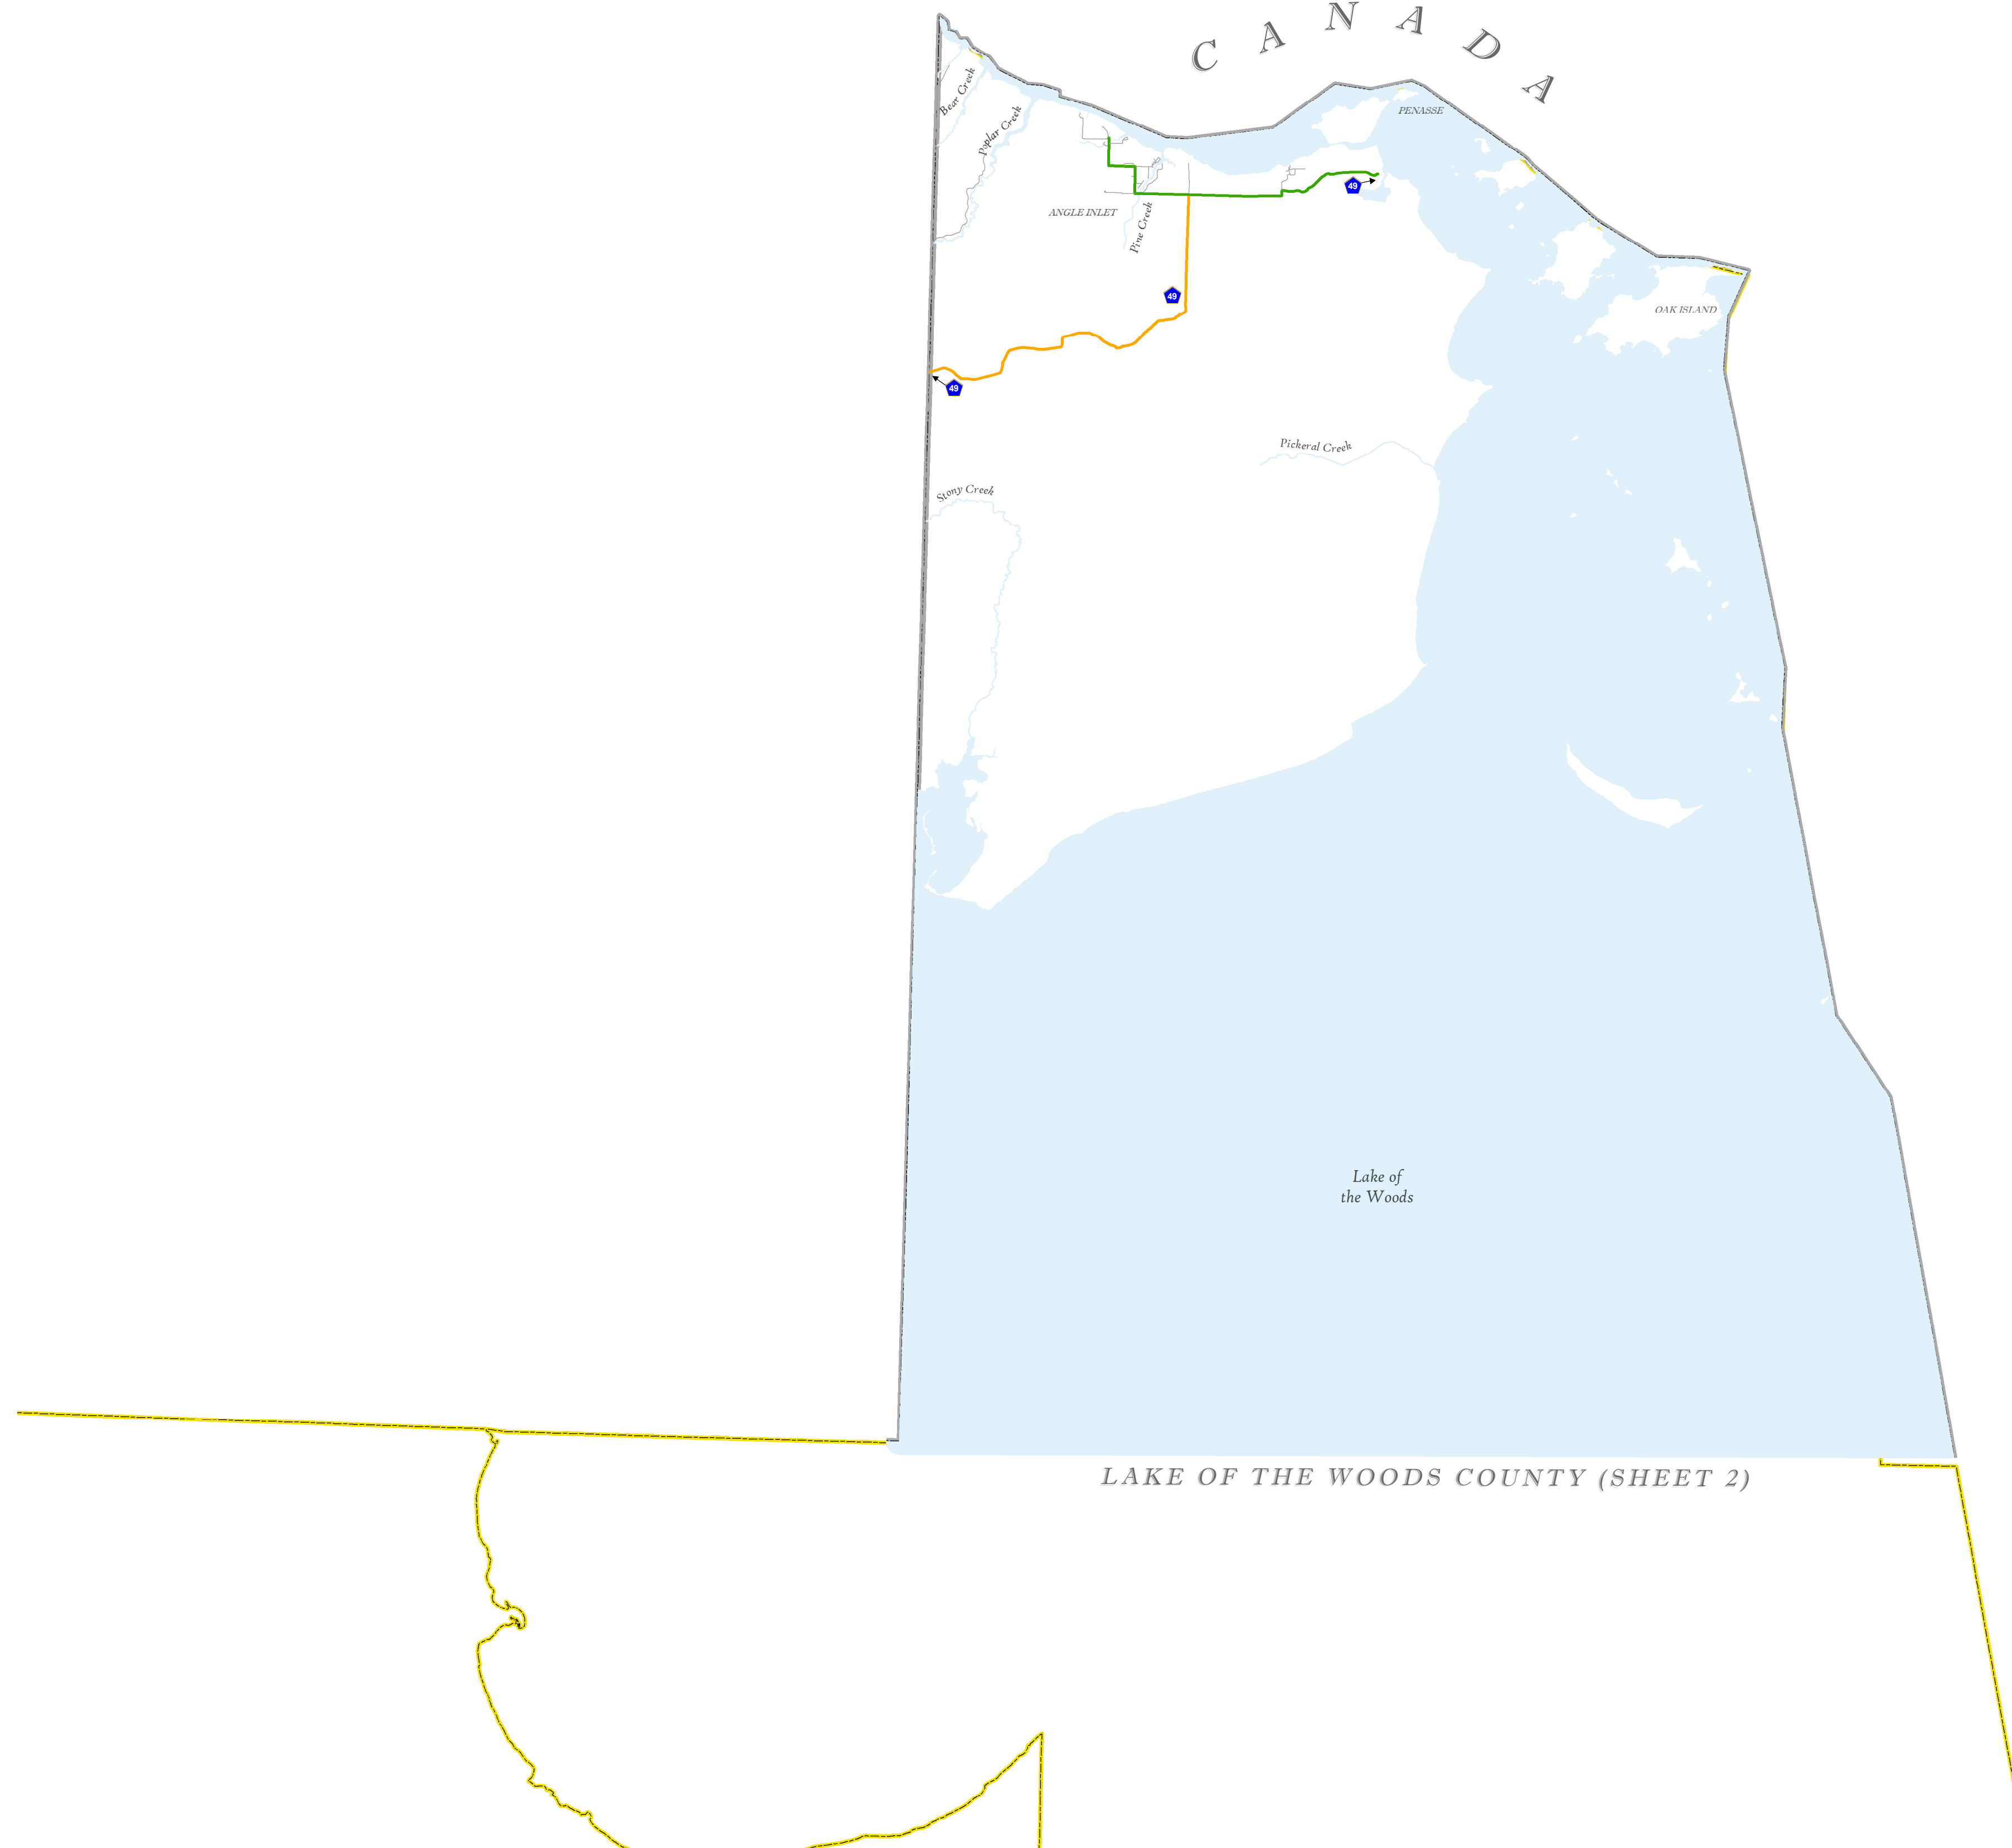 CANADA
Bear Creek
PENASSE
Poplar Creek
49
ANGLE INLET
Pine Creek
49
OAK ISLAND
49
Pickeral Creek
Stony Creek
Lake of
the Woods
LAKE OF THE WOODS COUNTY (SHEET 2)